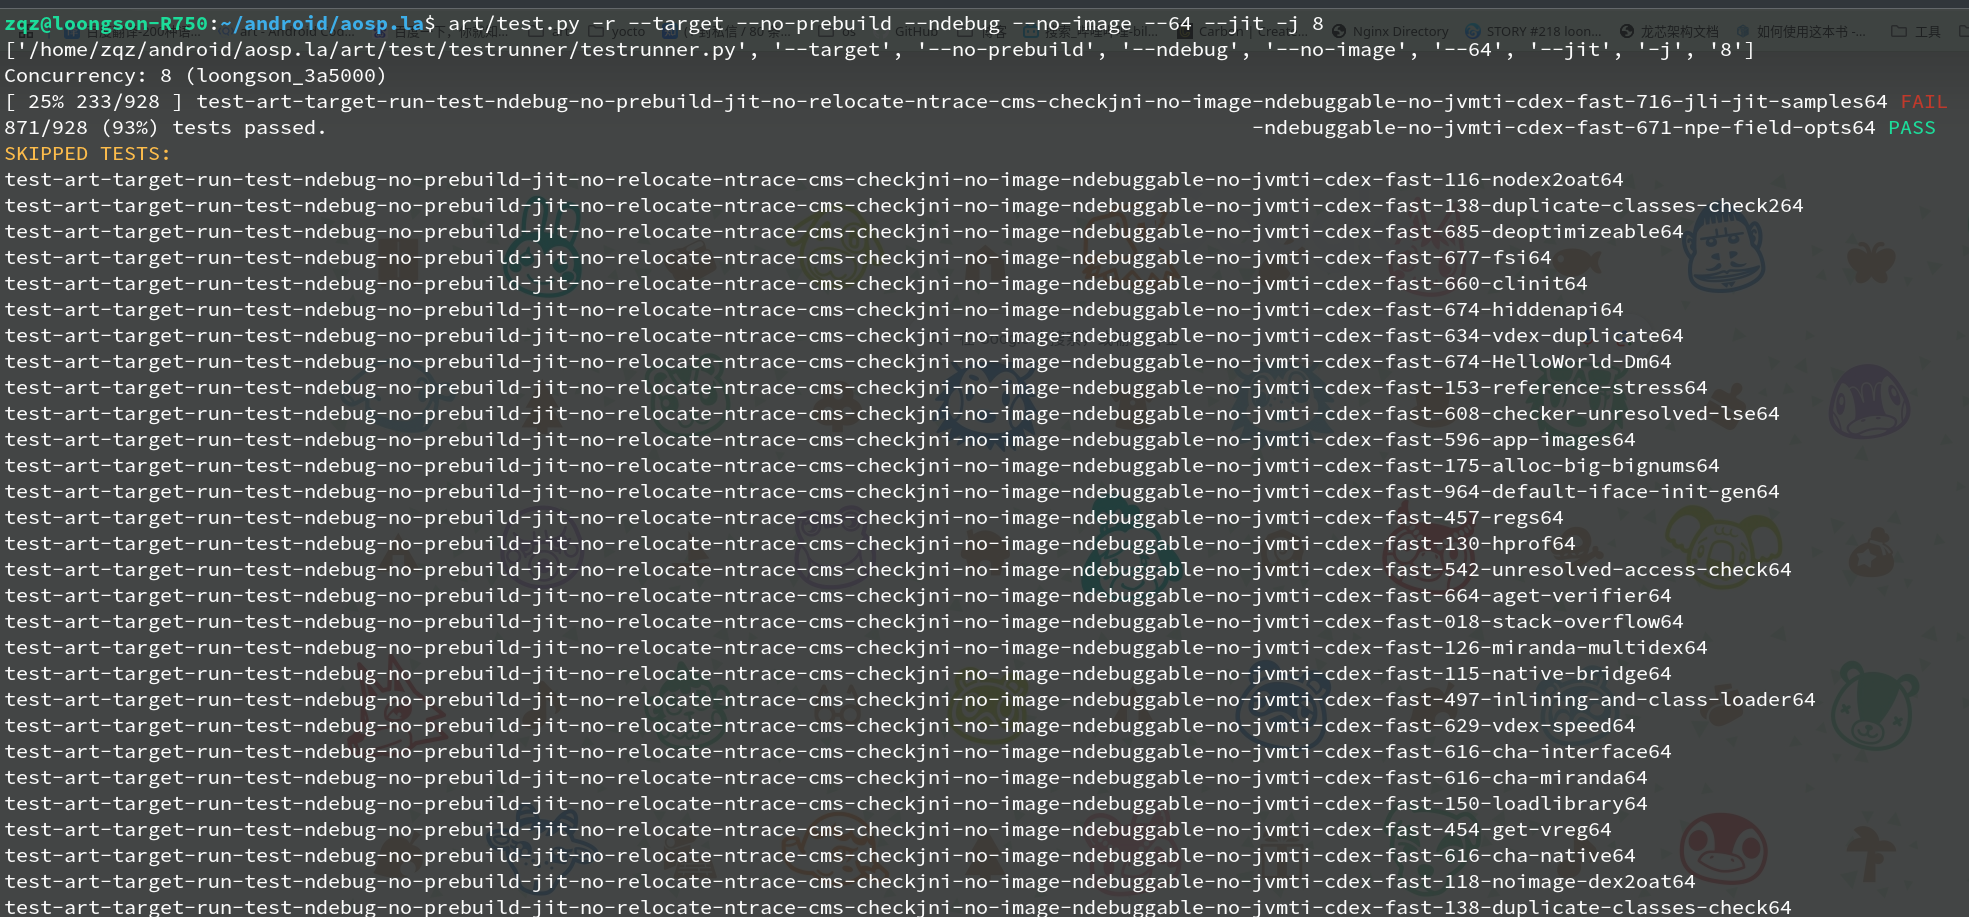 zqz@loongson-R750:~/android/aosp.la$ art/test.py -r --target --no-prebuild --ndebug --no-image --64 --jit -j 8
['/home/zqz/android/aosp.la/art/test/testrunner/testrunner.py', '--target', '--no-prebuild', '--ndebug', '--no-image', '--64', '--jit', '-j', '8']
Concurrency: 8 (loongson_3a5000)
[ 25% 233/928 ] test-art-target-run-test-ndebug-no-prebuild-jit-no-relocate-ntrace-cms-checkjni-no-image-ndebuggable-no-jvmti-cdex-fast-716-jli-jit-samples64 FAIL
871/928 (93%) tests passed. -ndebuggable-no-jvmti-cdex-fast-671-npe-field-opts64 PASS
SKIPPED TESTS:
test-art-target-run-test-ndebug-no-prebuild-jit-no-relocate-ntrace-cms-checkjni-no-image-ndebuggable-no-jvmti-cdex-fast-116-nodex2oat64
test-art-target-run-test-ndebug-no-prebuild-jit-no-relocate-ntrace-cms-checkjni-no-image-ndebuggable-no-jvmti-cdex-fast-138-duplicate-classes-check264
test-art-target-run-test-ndebug-no-prebuild-jit-no-relocate-ntrace-cms-checkjni-no-image-ndebuggable-no-jvmti-cdex-fast-685-deoptimizeable64
test-art-target-run-test-ndebug-no-prebuild-jit-no-relocate-ntrace-cms-checkjni-no-image-ndebuggable-no-jvmti-cdex-fast-677-fsi64
test-art-target-run-test-ndebug-no-prebuild-jit-no-relocate-ntrace-cms-checkjni-no-image-ndebuggable-no-jvmti-cdex-fast-660-clinit64
test-art-target-run-test-ndebug-no-prebuild-jit-no-relocate-ntrace-cms-checkjni-no-image-ndebuggable-no-jvmti-cdex-fast-674-hiddenapi64
test-art-target-run-test-ndebug-no-prebuild-jit-no-relocate-ntrace-cms-checkjni-no-image-ndebuggable-no-jvmti-cdex-fast-634-vdex-duplicate64
test-art-target-run-test-ndebug-no-prebuild-jit-no-relocate-ntrace-cms-checkjni-no-image-ndebuggable-no-jvmti-cdex-fast-674-HelloWorld-Dm64
test-art-target-run-test-ndebug-no-prebuild-jit-no-relocate-ntrace-cms-checkjni-no-image-ndebuggable-no-jvmti-cdex-fast-153-reference-stress64
test-art-target-run-test-ndebug-no-prebuild-jit-no-relocate-ntrace-cms-checkjni-no-image-ndebuggable-no-jvmti-cdex-fast-608-checker-unresolved-lse64
test-art-target-run-test-ndebug-no-prebuild-jit-no-relocate-ntrace-cms-checkjni-no-image-ndebuggable-no-jvmti-cdex-fast-596-app-images64
test-art-target-run-test-ndebug-no-prebuild-jit-no-relocate-ntrace-cms-checkjni-no-image-ndebuggable-no-jvmti-cdex-fast-175-alloc-big-bignums64
test-art-target-run-test-ndebug-no-prebuild-jit-no-relocate-ntrace-cms-checkjni-no-image-ndebuggable-no-jvmti-cdex-fast-964-default-iface-init-gen64
test-art-target-run-test-ndebug-no-prebuild-jit-no-relocate-ntrace-cms-checkjni-no-image-ndebuggable-no-jvmti-cdex-fast-457-regs64
test-art-target-run-test-ndebug-no-prebuild-jit-no-relocate-ntrace-cms-checkjni-no-image-ndebuggable-no-jvmti-cdex-fast-130-hprof64
test-art-target-run-test-ndebug-no-prebuild-jit-no-relocate-ntrace-cms-checkjni-no-image-ndebuggable-no-jvmti-cdex-fast-542-unresolved-access-check64
test-art-target-run-test-ndebug-no-prebuild-jit-no-relocate-ntrace-cms-checkjni-no-image-ndebuggable-no-jvmti-cdex-fast-664-aget-verifier64
test-art-target-run-test-ndebug-no-prebuild-jit-no-relocate-ntrace-cms-checkjni-no-image-ndebuggable-no-jvmti-cdex-fast-018-stack-overflow64
test-art-target-run-test-ndebug-no-prebuild-jit-no-relocate-ntrace-cms-checkjni-no-image-ndebuggable-no-jvmti-cdex-fast-126-miranda-multidex64
test-art-target-run-test-ndebug-no-prebuild-jit-no-relocate-ntrace-cms-checkjni-no-image-ndebuggable-no-jvmti-cdex-fast-115-native-bridge64
test-art-target-run-test-ndebug-no-prebuild-jit-no-relocate-ntrace-cms-checkjni-no-image-ndebuggable-no-jvmti-cdex-fast-497-inlining-and-class-loader64
test-art-target-run-test-ndebug-no-prebuild-jit-no-relocate-ntrace-cms-checkjni-no-image-ndebuggable-no-jvmti-cdex-fast-629-vdex-speed64
test-art-target-run-test-ndebug-no-prebuild-jit-no-relocate-ntrace-cms-checkjni-no-image-ndebuggable-no-jvmti-cdex-fast-616-cha-interface64
test-art-target-run-test-ndebug-no-prebuild-jit-no-relocate-ntrace-cms-checkjni-no-image-ndebuggable-no-jvmti-cdex-fast-616-cha-miranda64
test-art-target-run-test-ndebug-no-prebuild-jit-no-relocate-ntrace-cms-checkjni-no-image-ndebuggable-no-jvmti-cdex-fast-150-loadlibrary64
test-art-target-run-test-ndebug-no-prebuild-jit-no-relocate-ntrace-cms-checkjni-no-image-ndebuggable-no-jvmti-cdex-fast-454-get-vreg64
test-art-target-run-test-ndebug-no-prebuild-jit-no-relocate-ntrace-cms-checkjni-no-image-ndebuggable-no-jvmti-cdex-fast-616-cha-native64
test-art-target-run-test-ndebug-no-prebuild-jit-no-relocate-ntrace-cms-checkjni-no-image-ndebuggable-no-jvmti-cdex-fast-118-noimage-dex2oat64
test-art-target-run-test-ndebug-no-prebuild-jit-no-relocate-ntrace-cms-checkjni-no-image-ndebuggable-no-jvmti-cdex-fast-138-duplicate-classes-check64